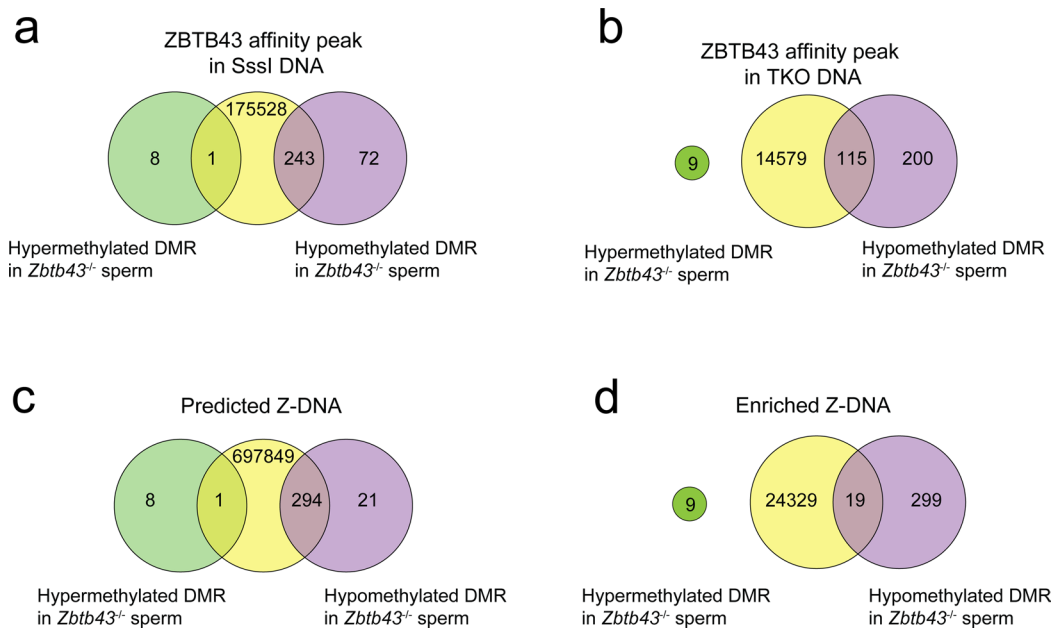 a
ZBTB43 affinity peak
in SssI DNA
175528
8
1
243
72
Hypermethylated DMR
in Zbtb43-/- sperm
Hypomethylated DMR
in Zbtb43-/- sperm
b
ZBTB43 affinity peak
in TKO DNA
9
14579
115
200
Hypermethylated DMR
in Zbtb43-/- sperm
Hypomethylated DMR
in Zbtb43-/- sperm
c
Predicted Z-DNA
697849
8
1
294
21
Hypermethylated DMR
in Zbtb43-/- sperm
Hypomethylated DMR
in Zbtb43-/- sperm
d
Enriched Z-DNA
9
24329
19
299
Hypermethylated DMR
in Zbtb43-/- sperm
Hypomethylated DMR
in Zbtb43-/- sperm